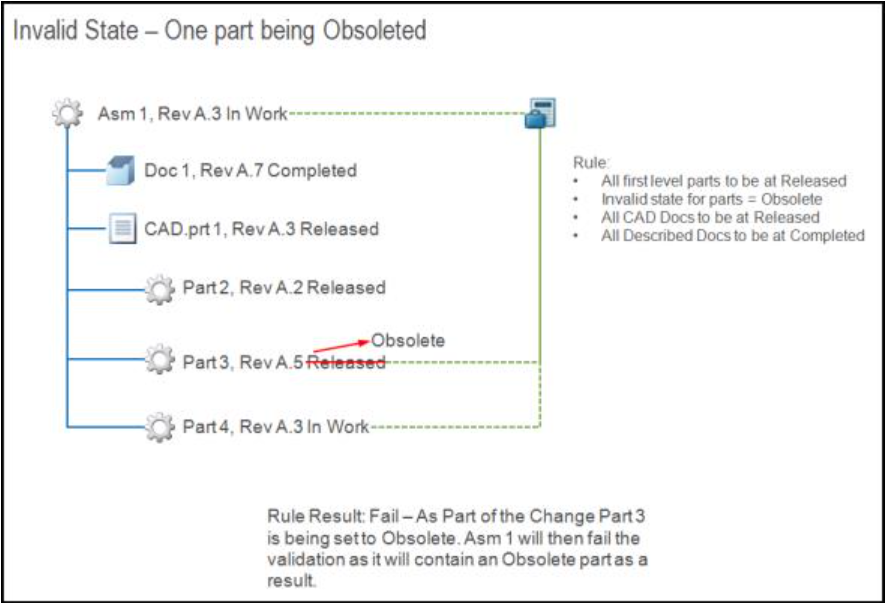 Invalid State – One part being Obsoleted
Asm 1, Rev A.3 In Work
Doc 1, Rev A.7 Completed
CAD.prt 1, Rev A.3 Released
Part 2, Rev A.2 Released
Obsolete
Part 3, Rev A.5 Released
Part 4, Rev A.3 In Work
Rule:
• All first level parts to be at Released
• Invalid state for parts = Obsolete
• All CAD Docs to be at Released
• All Described Docs to be at Completed
Rule Result: Fail – As Part of the Change Part 3
is being set to Obsolete. Asm 1 will then fail the
validation as it will contain an Obsolete part as a
result.